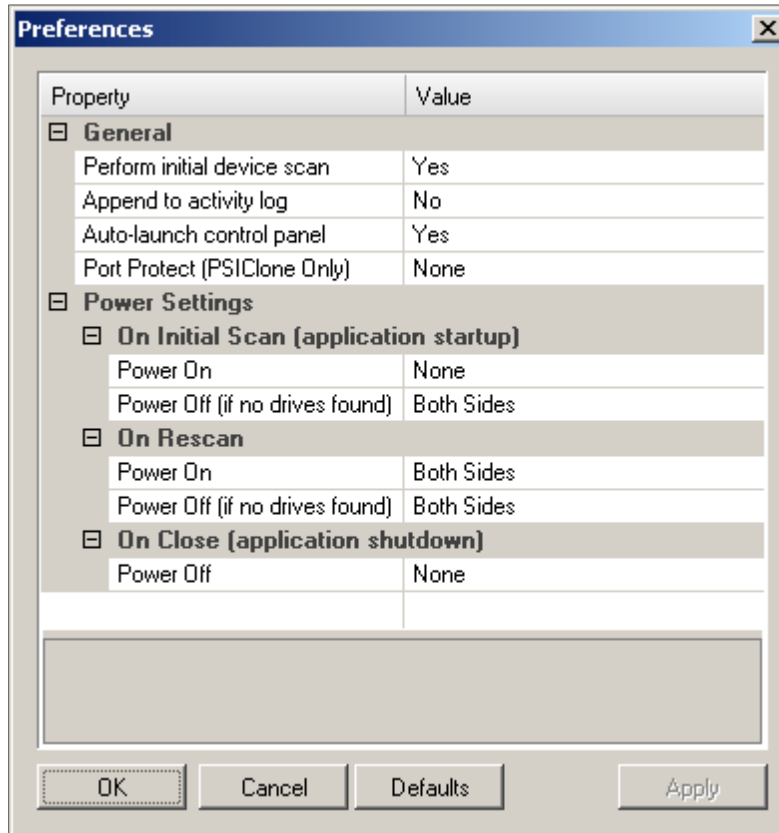 Preferences
Property Value
General
Perform initial device scan Yes
Append to activity log No
Auto-launch control panel Yes
Port Protect (PSIClone Only) None
Power Settings
On Initial Scan (application startup)
Power On None
Power Off (if no drives found) Both Sides
On Rescan
Power On Both Sides
Power Off (if no drives found) Both Sides
On Close (application shutdown)
Power Off None
OK Cancel Defaults Apply